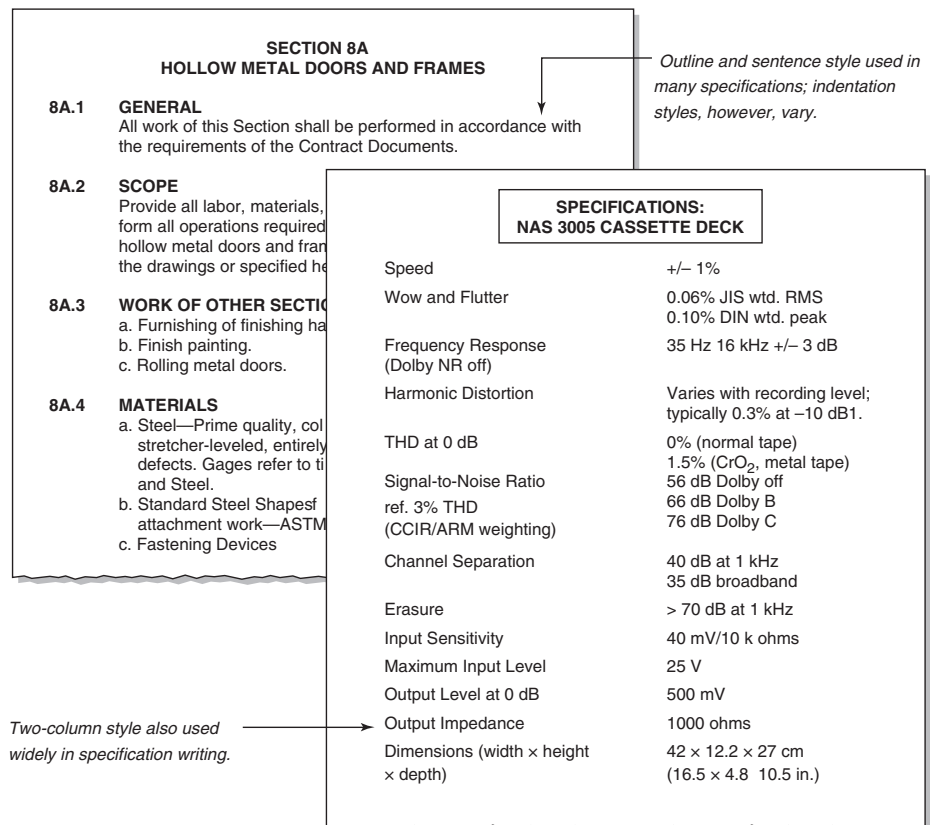 SECTION 8A
HOLLOW METAL DOORS AND FRAMES
Outline and sentence style used in
many specifications; indentation
styles, however, vary.
8A.1 GENERAL
All work of this Section shall be performed in accordance with
the requirements of the Contract Documents.
8A.2 SCOPE
Provide all labor, materials,
form all operations required
hollow metal doors and fran
the drawings or specified he
8A.3 WORK OF OTHER SECTIO
a. Furnishing of finishing ha
b. Finish painting.
c. Rolling metal doors.
8A.4 MATERIALS
a. Steel—Prime quality, col
stretcher-leveled, entirely
defects. Gages refer to ti
and Steel.
b. Standard Steel Shapesf
attachment work—ASTM
c. Fastening Devices
SPECIFICATIONS:
NAS 3005 CASSETTE DECK
Speed +/– 1%
Wow and Flutter 0.06% JIS wtd. RMS
0.10% DIN wtd. peak
Frequency Response 35 Hz 16 kHz +/– 3 dB
(Dolby NR off)
Harmonic Distortion Varies with recording level;
typically 0.3% at –10 dB1.
THD at 0 dB 0% (normal tape)
1.5% (CrO₂, metal tape)
Signal-to-Noise Ratio 56 dB Dolby off
ref. 3% THD 66 dB Dolby B
(CCIR/ARM weighting) 76 dB Dolby C
Channel Separation 40 dB at 1 kHz
35 dB broadband
Erasure > 70 dB at 1 kHz
Input Sensitivity 40 mV/10 k ohms
Maximum Input Level 25 V
Output Level at 0 dB 500 mV
Output Impedance 1000 ohms
Dimensions (width × height 42 × 12.2 × 27 cm
× depth) (16.5 × 4.8 10.5 in.)
Two-column style also used
widely in specification writing.